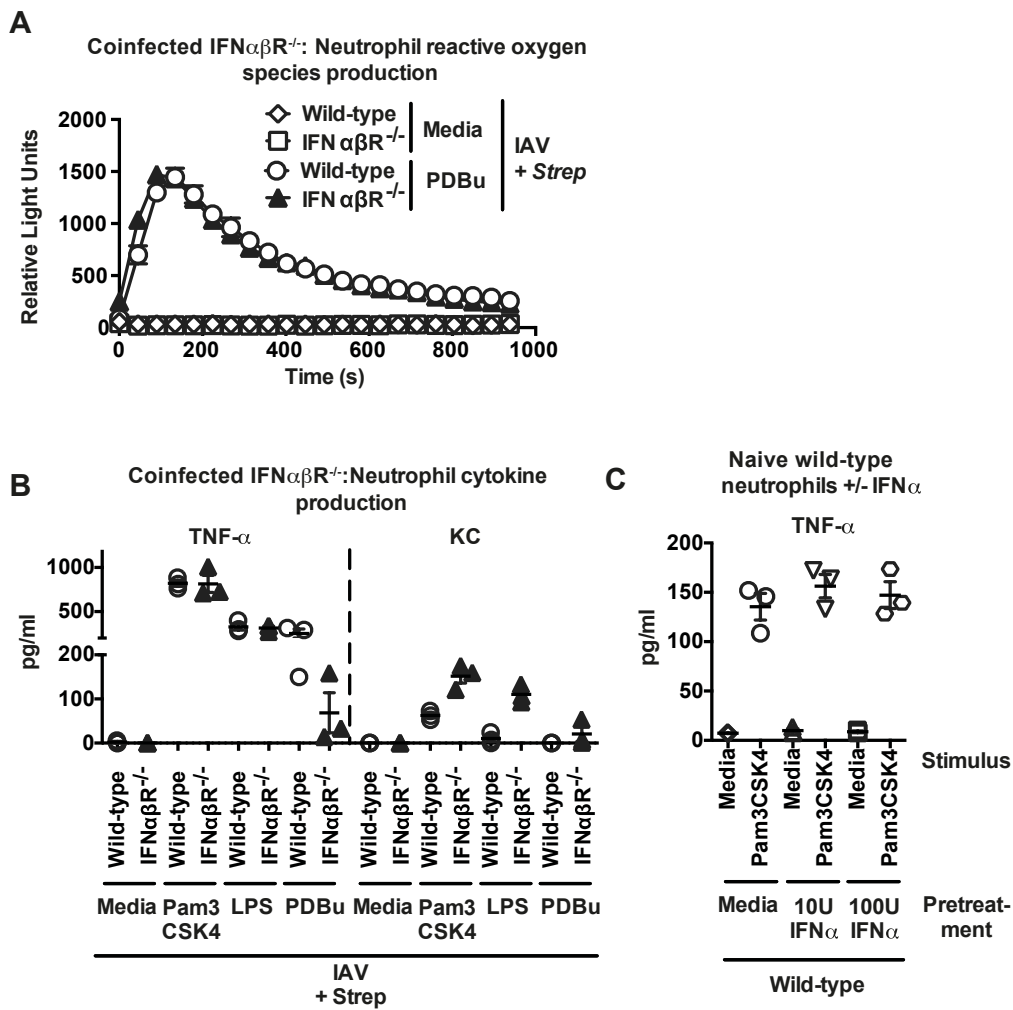 A
Coinfected IFNαβR-/-: Neutrophil reactive oxygen
species production
Relative Light Units
2000
1500
1000
500
0
0 200 400 600 800 1000
Time (s)
Wild-type
IFN αβR-/-
Media
Wild-type
IFN αβR-/-
PDBu
IAV
+ Strep
B
Coinfected IFNαβR-/-:Neutrophil cytokine
production
TNF-α KC
pg/ml
1000
500
200
100
0
Wild-type
IFNαβR-/-
Wild-type
IFNαβR-/-
Wild-type
IFNαβR-/-
Wild-type
IFNαβR-/-
Wild-type
IFNαβR-/-
Wild-type
IFNαβR-/-
Wild-type
IFNαβR-/-
Wild-type
IFNαβR-/-
Media Pam3 LPS PDBu Media Pam3 LPS PDBu
CSK4 CSK4
IAV
+ Strep
C
Naive wild-type
neutrophils +/- IFNα
TNF-α
pg/ml
200
150
100
50
0
Media
Pam3CSK4
Media
Pam3CSK4
Media
Pam3CSK4
Stimulus
Media 10U 100U Pretreat-
IFNα IFNα ment
Wild-type